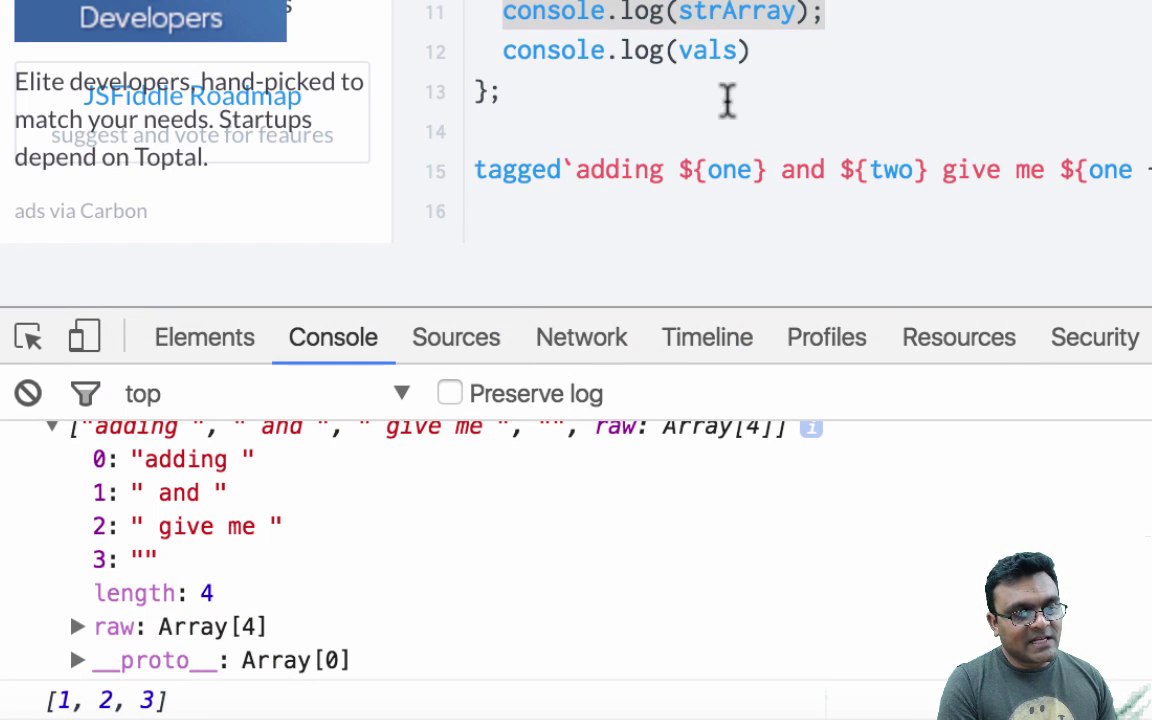 Developers
Elite developers, hand-picked to
match your needs. Startups
depend on Toptal.
JSFiddle Roadmap
suggest and vote for feaures
ads via Carbon
11 console.log(strArray);
12 console.log(vals)
13 };
14
15 tagged`adding ${one} and ${two} give me ${one
16
Elements Console Sources Network Timeline Profiles Resources Security
top Preserve log
["adding ", " and ", " give me ", "", raw: Array[4]]
0: "adding "
1: " and "
2: " give me "
3: ""
length: 4
raw: Array[4]
__proto__: Array[0]
[1, 2, 3]